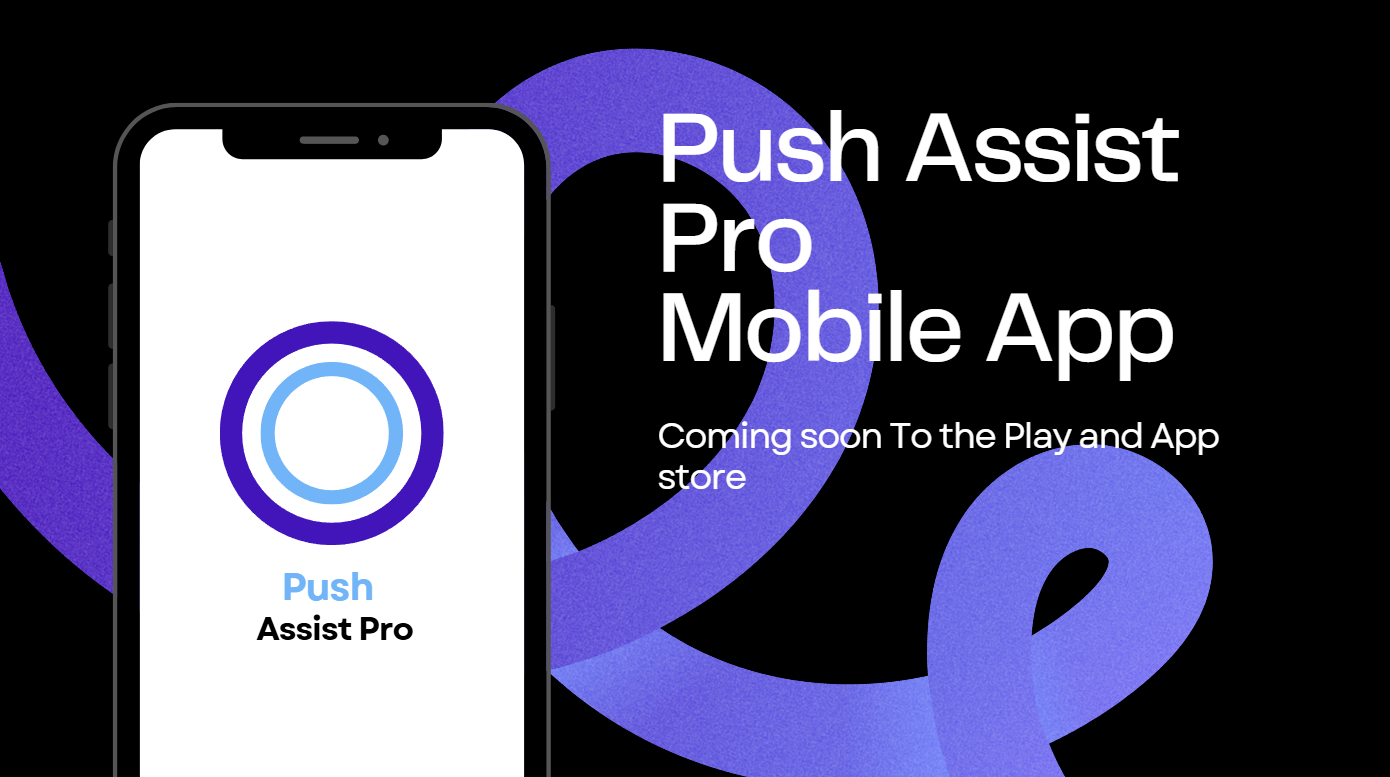 Push Assist
Pro
Mobile App
Coming soon To the Play and App
store
Push
Assist Pro